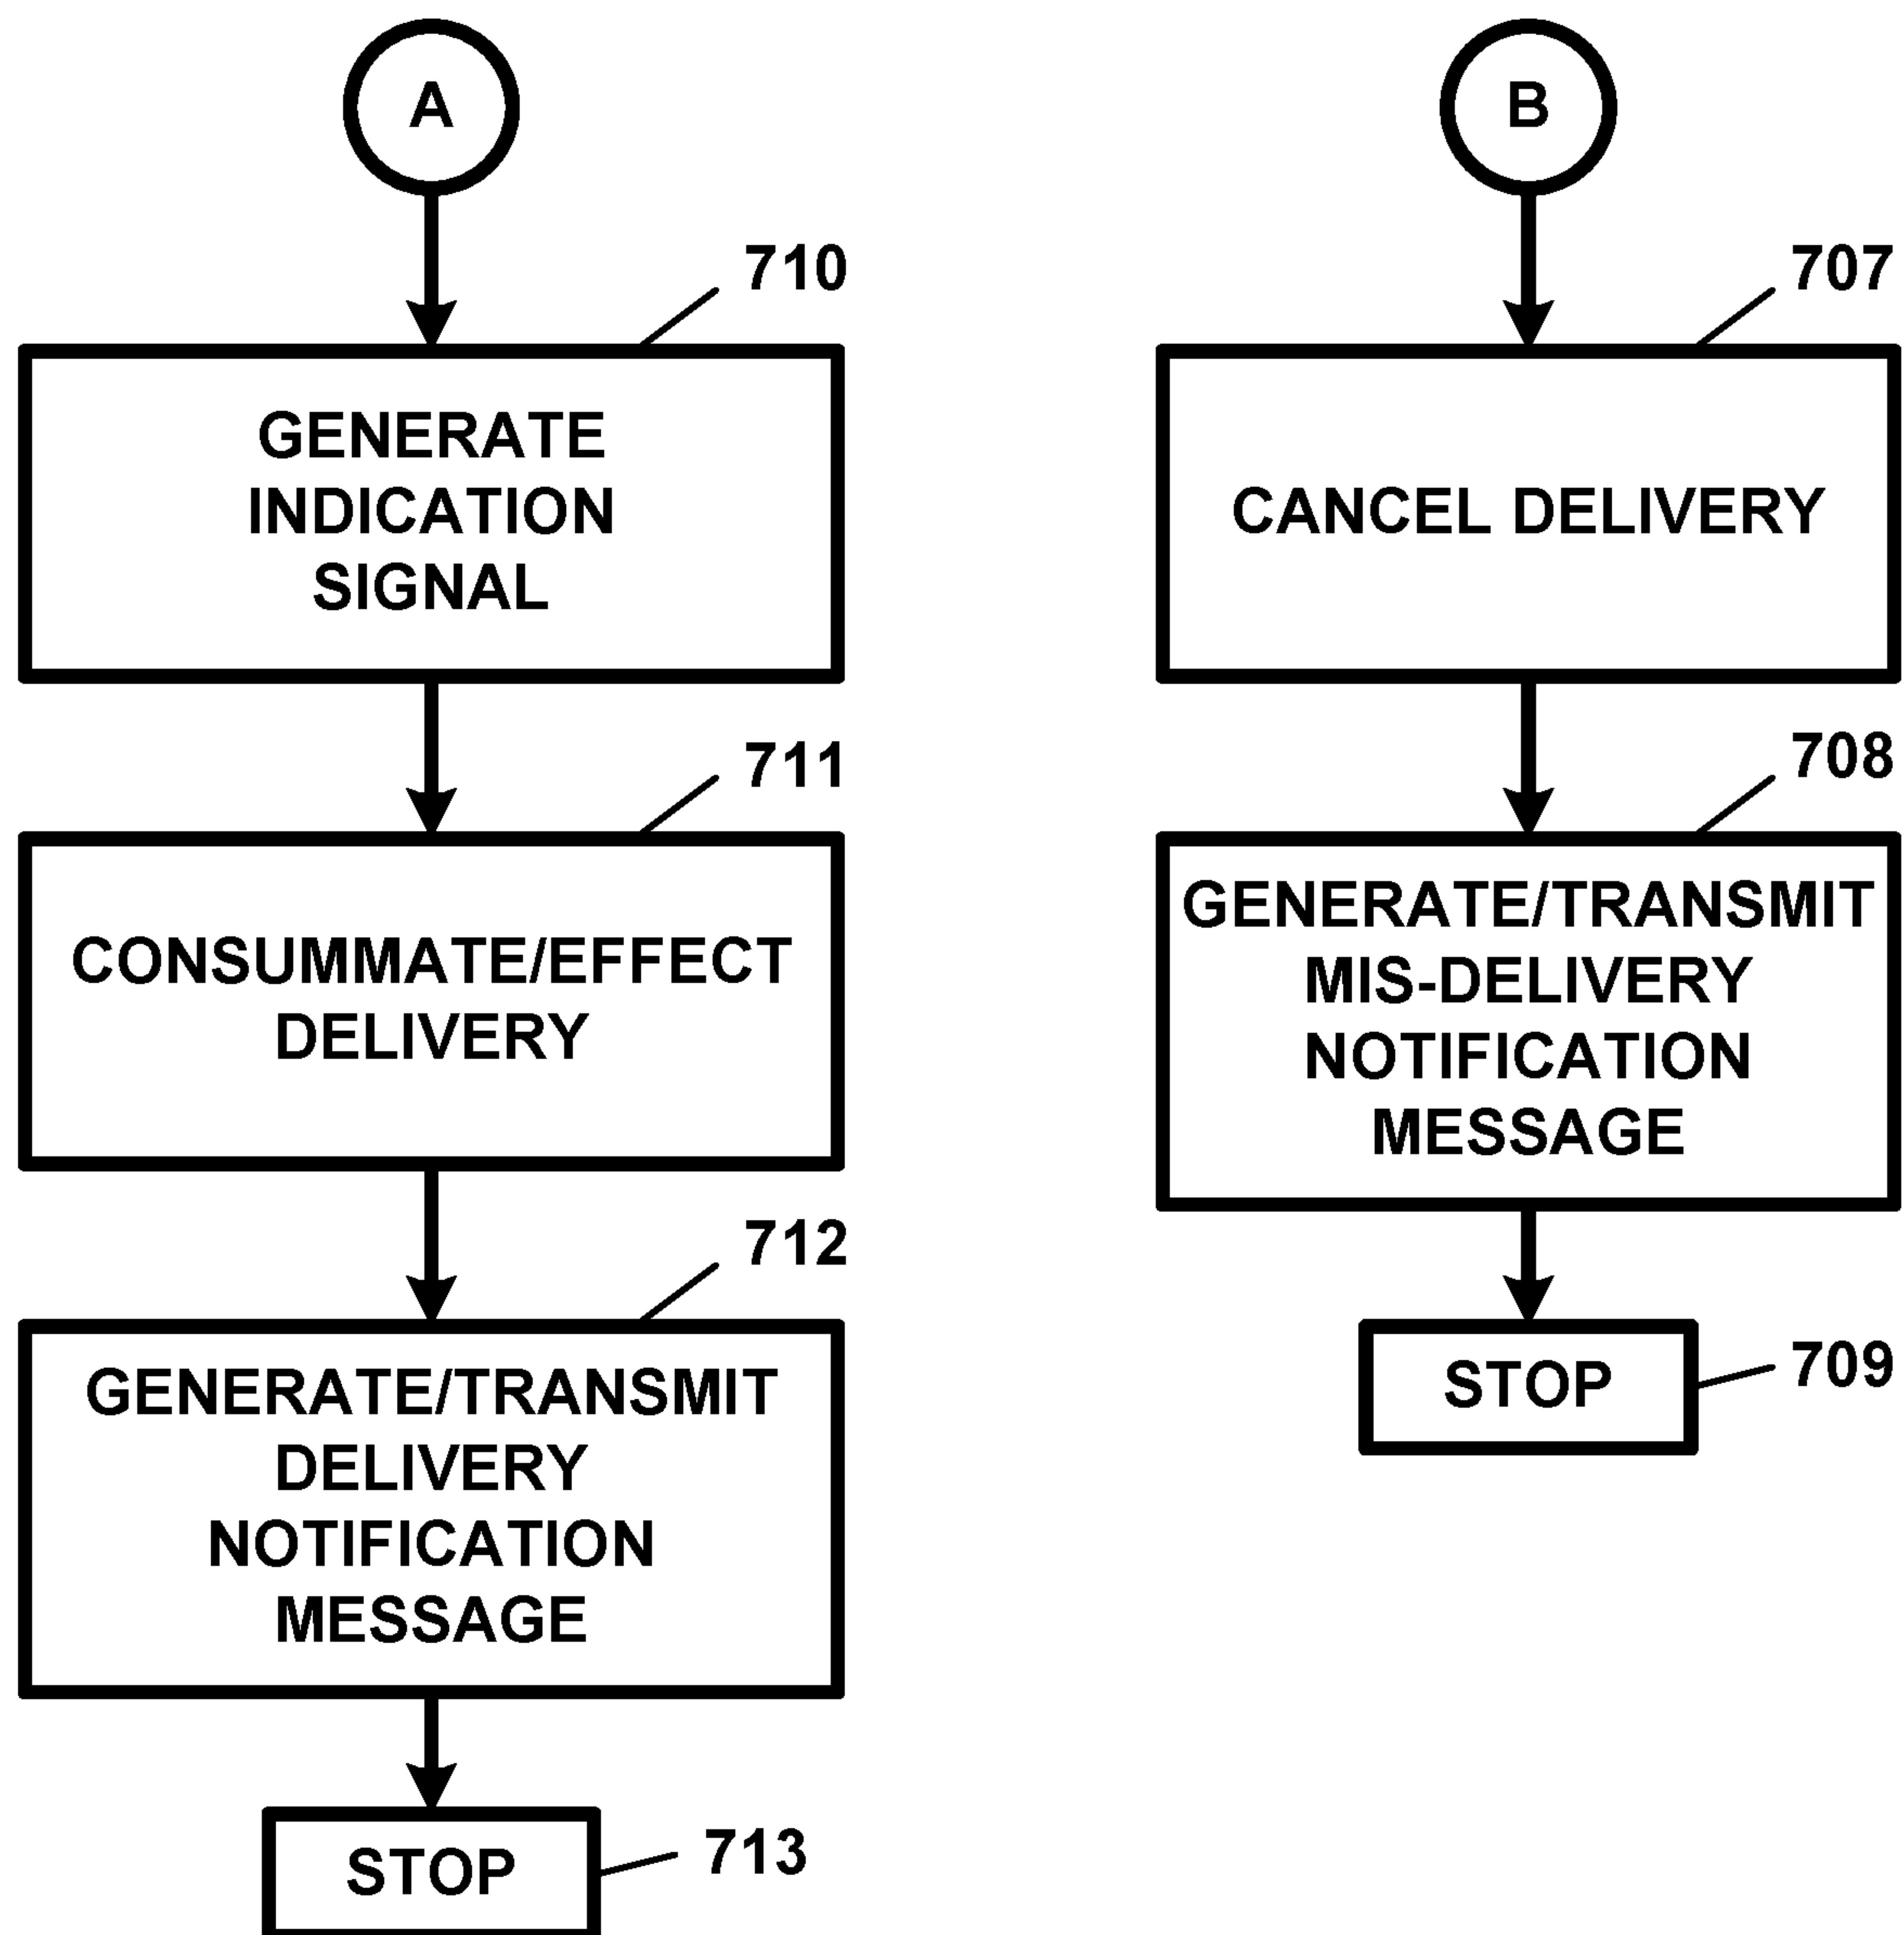 A
710
GENERATE
INDICATION
SIGNAL
711
CONSUMMATE/EFFECT
DELIVERY
712
GENERATE/TRANSMIT
DELIVERY
NOTIFICATION
MESSAGE
STOP
713
B
707
CANCEL DELIVERY
708
GENERATE/TRANSMIT
MIS-DELIVERY
NOTIFICATION
MESSAGE
STOP
709